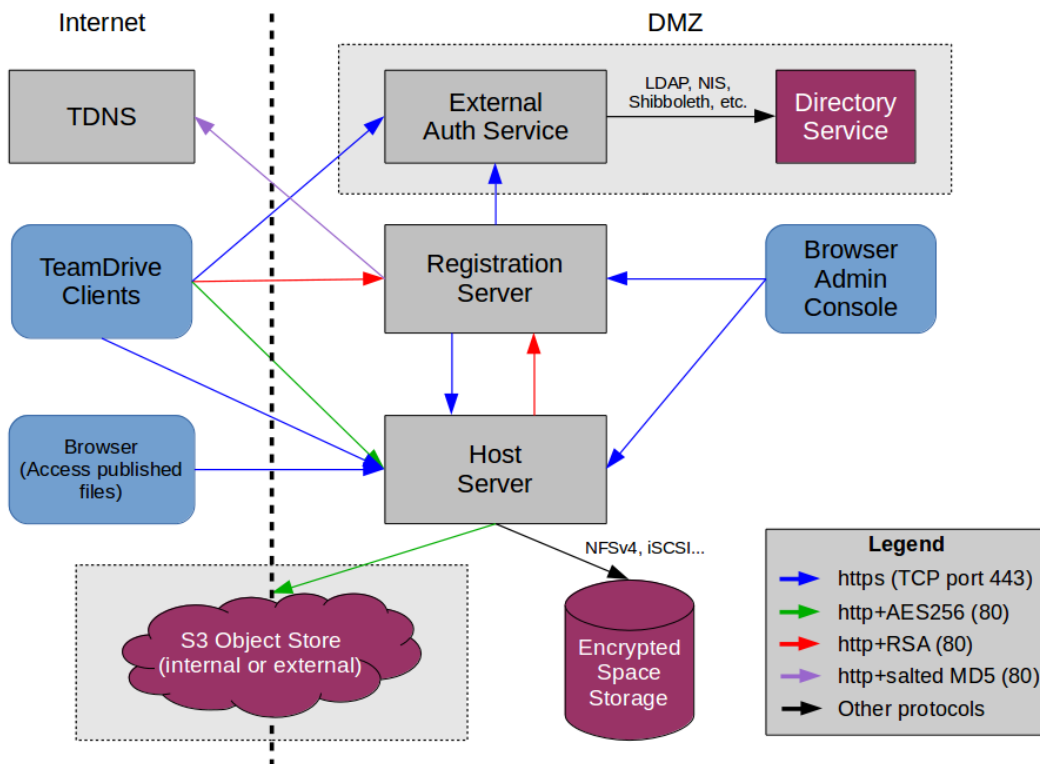 Internet
DMZ
TDNS
External
Auth Service
LDAP, NIS,
Shibboleth, etc.
Directory
Service
TeamDrive
Clients
Registration
Server
Browser
Admin
Console
Browser
(Access published
files)
Host
Server
NFSv4, iSCSI...
S3 Object Store
(internal or external)
Encrypted
Space
Storage
Legend
https (TCP port 443)
http+AES256 (80)
http+RSA (80)
http+salted MD5 (80)
Other protocols